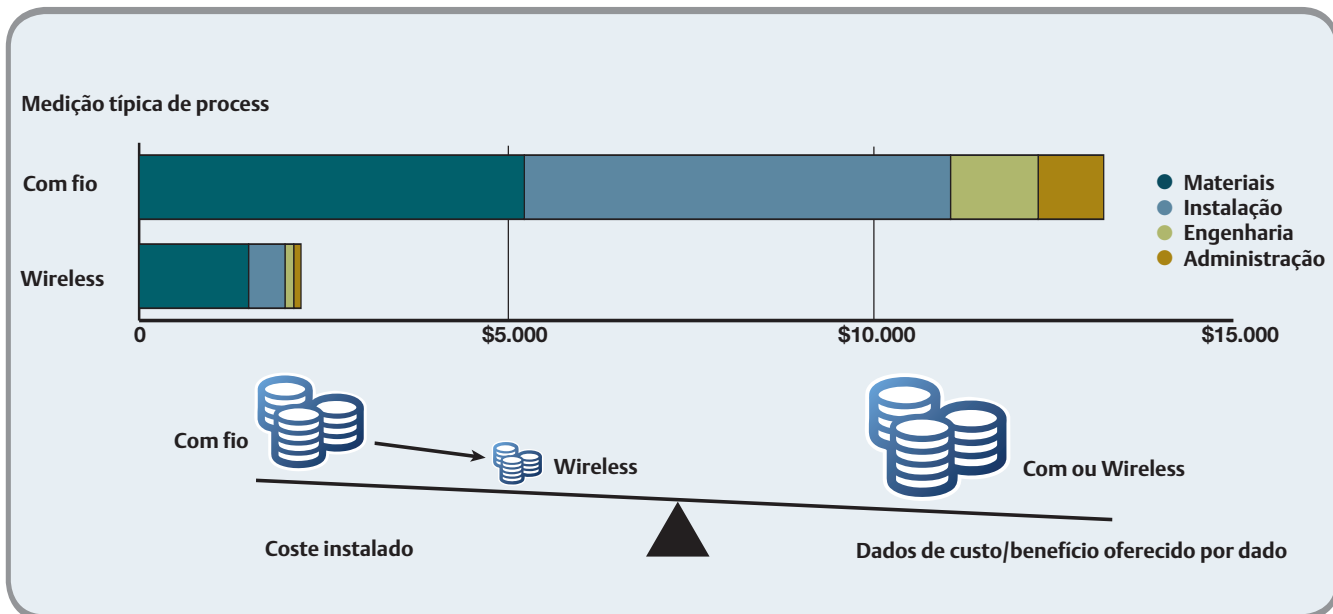 Medição típica de process
Com fio
Wireless
Materiais
Instalação
Engenharia
Administração
0
$5.000
$10.000
$15.000
Com fio
Wireless
Com ou Wireless
Coste instalado
Dados de custo/benefício oferecido por dado